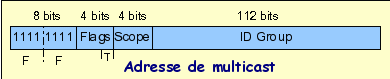 8 bits 4 bits 4 bits 112 bits
1111 1111 Flags Scope ID Group
F F T
Adresse de multicast